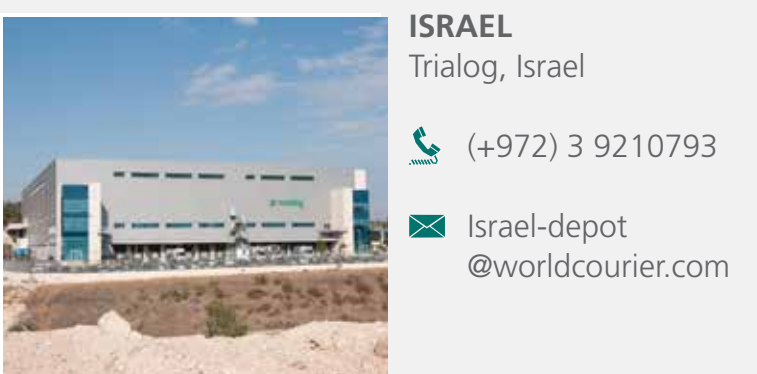 ISRAEL
Trialog, Israel
(+972) 3 9210793
Israel-depot
@worldcourier.com